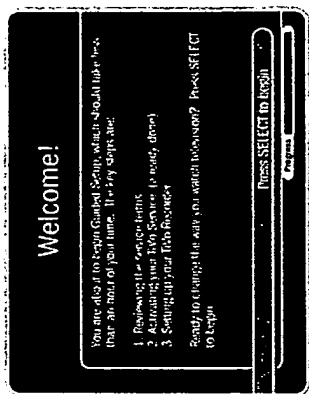 Welcome!
You are about to begin Guided Setup, which should take less
than an hour of your time. The key steps are:
1. Reviewing the Service terms
2. Activating your TiVo Service (already done)
3. Setting up your TiVo Recorder
Ready to change the way you watch television? Press SELECT
to begin
Press SELECT to begin
Progress